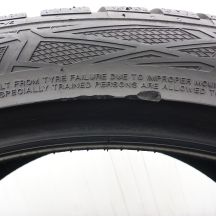 LT FROM TYRE FAILURE DUE TO IMPROPER MOU
SPECIALLY TRAINED PERSONS ARE ALLOWED T